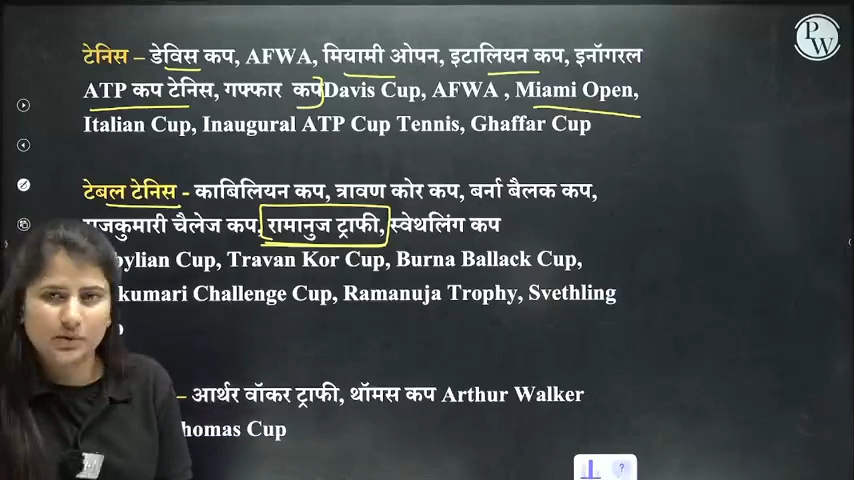 टेनिस – डेविस कप, AFWA, मियामी ओपन, इटालियन कप, इनॉगरल
ATP कप टेनिस, गफ्फार कप Davis Cup, AFWA , Miami Open,
Italian Cup, Inaugural ATP Cup Tennis, Ghaffar Cup
टेबल टेनिस - काबिलियन कप, त्रावण कोर कप, बर्ना बैलक कप,
राजकुमारी चैलेज कप, रामानुज ट्राफी, स्वेथलिंग कप
bylian Cup, Travan Kor Cup, Burna Ballack Cup,
kumari Challenge Cup, Ramanuja Trophy, Svethling
– आर्थर वॉकर ट्राफी, थॉमस कप Arthur Walker
homas Cup
PW